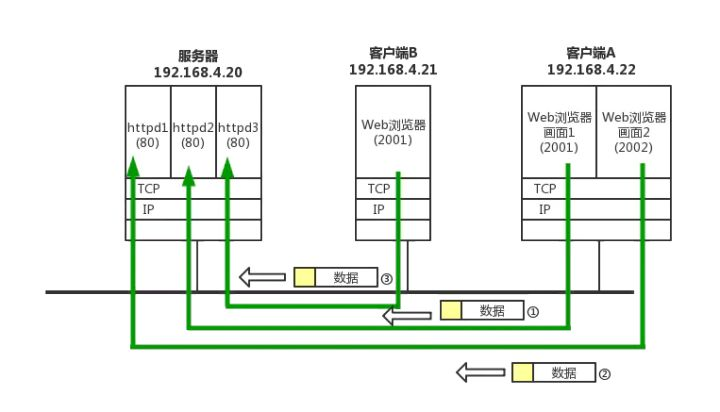 服务器
192.168.4.20
客户端B
192.168.4.21
客户端A
192.168.4.22
httpd1
(80)
httpd2
(80)
httpd3
(80)
Web浏览器
(2001)
Web浏览器
画面1
(2001)
Web浏览器
画面2
(2002)
TCP
IP
TCP
IP
TCP
IP
数据 ③
数据 ①
数据 ②